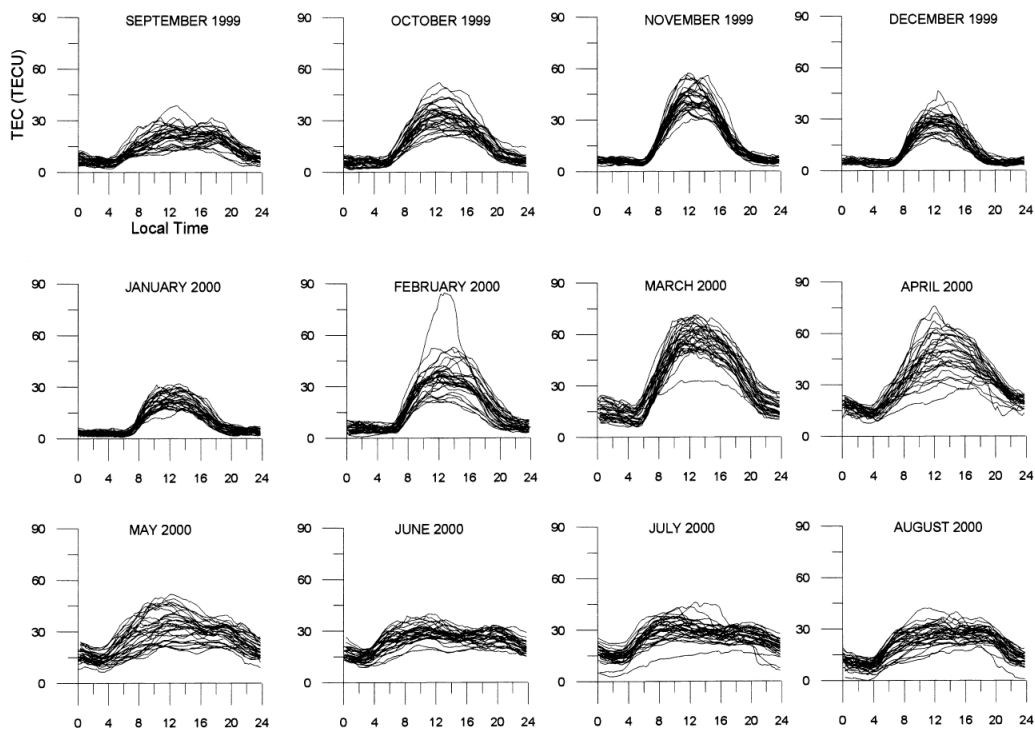 SEPTEMBER 1999
OCTOBER 1999
NOVEMBER 1999
DECEMBER 1999
TEC (TECU)
90
60
30
0
0 4 8 12 16 20 24
Local Time
90
60
30
0
0 4 8 12 16 20 24
90
60
30
0
0 4 8 12 16 20 24
90
60
30
0
0 4 8 12 16 20 24
JANUARY 2000
90
60
30
0
0 4 8 12 16 20 24
FEBRUARY 2000
90
60
30
0
0 4 8 12 16 20 24
MARCH 2000
90
60
30
0
0 4 8 12 16 20 24
APRIL 2000
90
60
30
0
0 4 8 12 16 20 24
MAY 2000
90
60
30
0
0 4 8 12 16 20 24
JUNE 2000
90
60
30
0
0 4 8 12 16 20 24
JULY 2000
90
60
30
0
0 4 8 12 16 20 24
AUGUST 2000
90
60
30
0
0 4 8 12 16 20 24